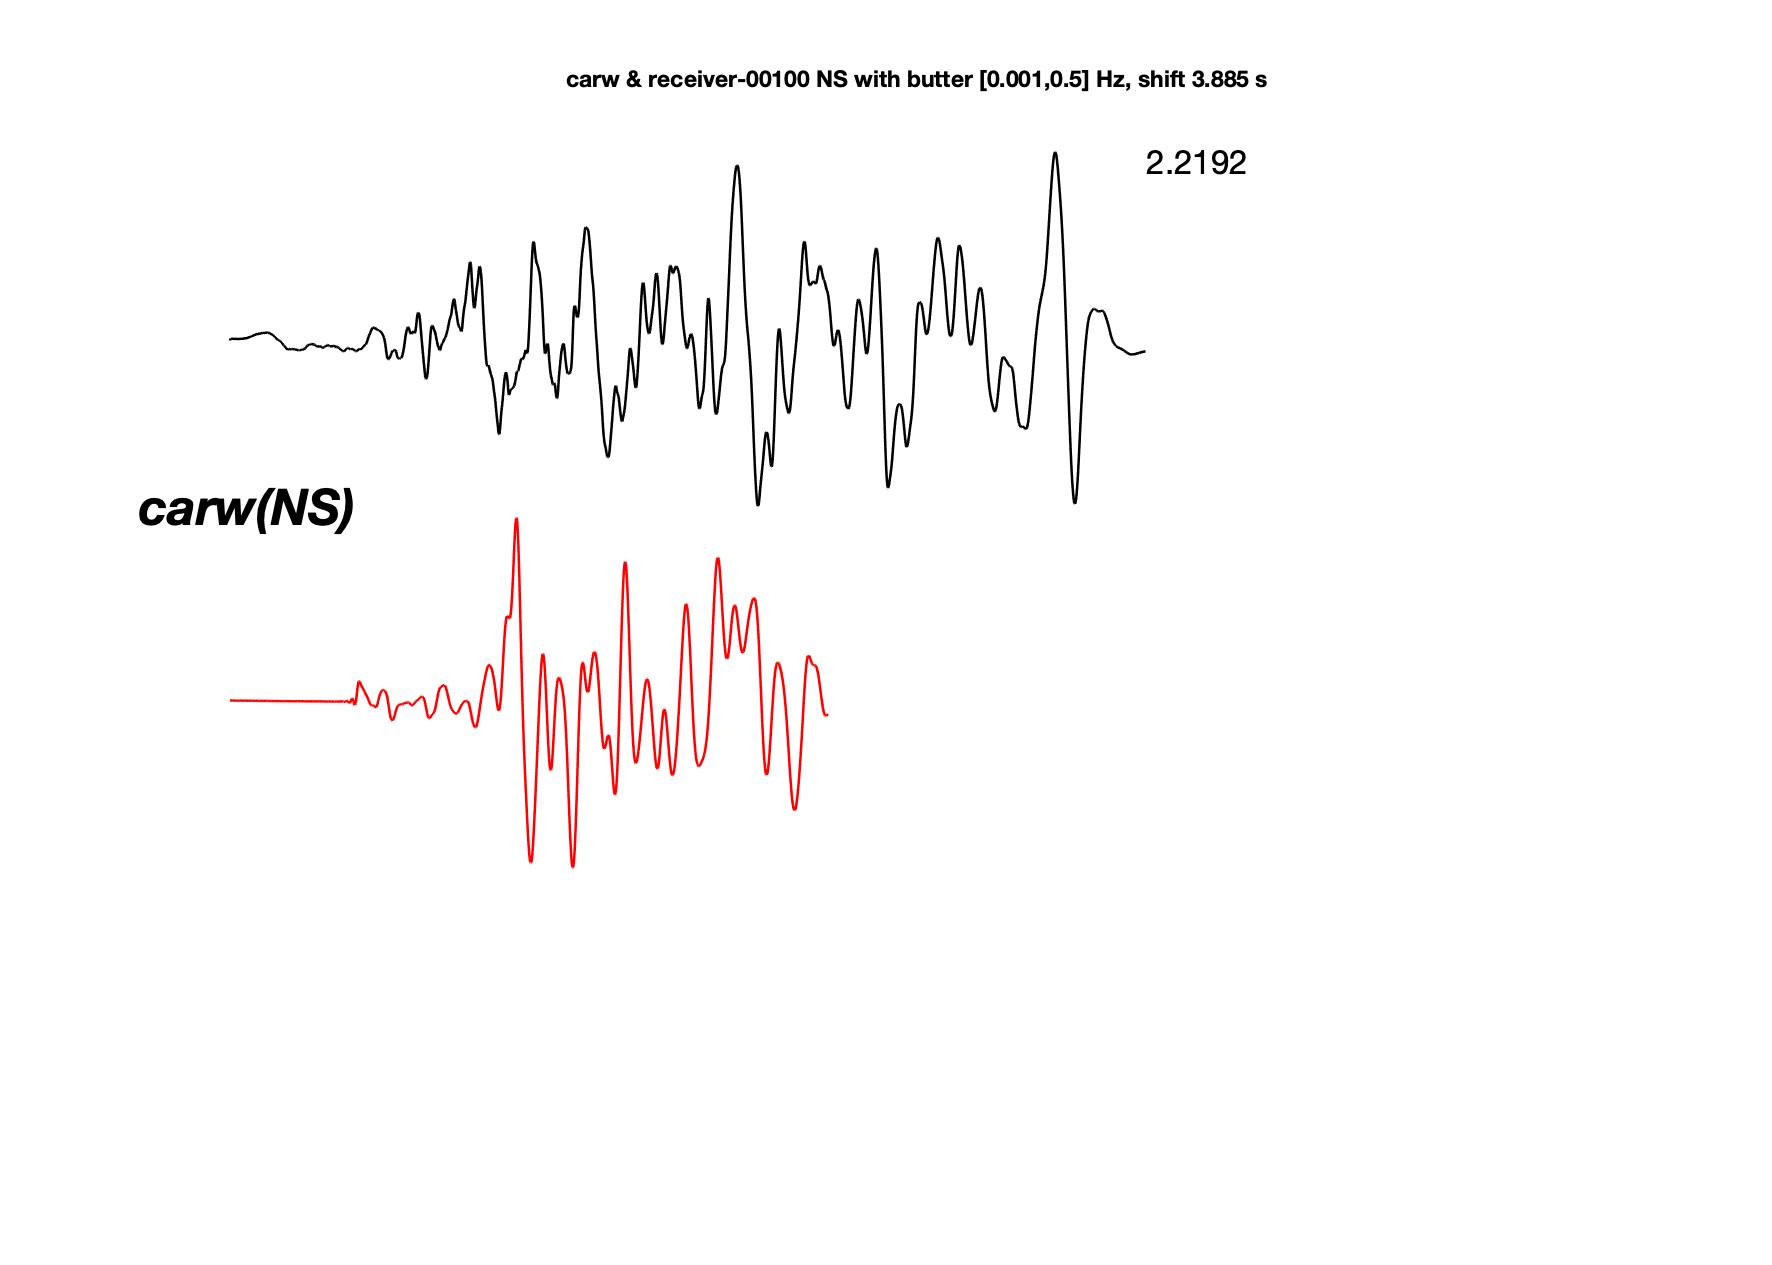 carw & receiver-00100 NS with butter [0.001,0.5] Hz, shift 3.885 s
2.2192
carw(NS)